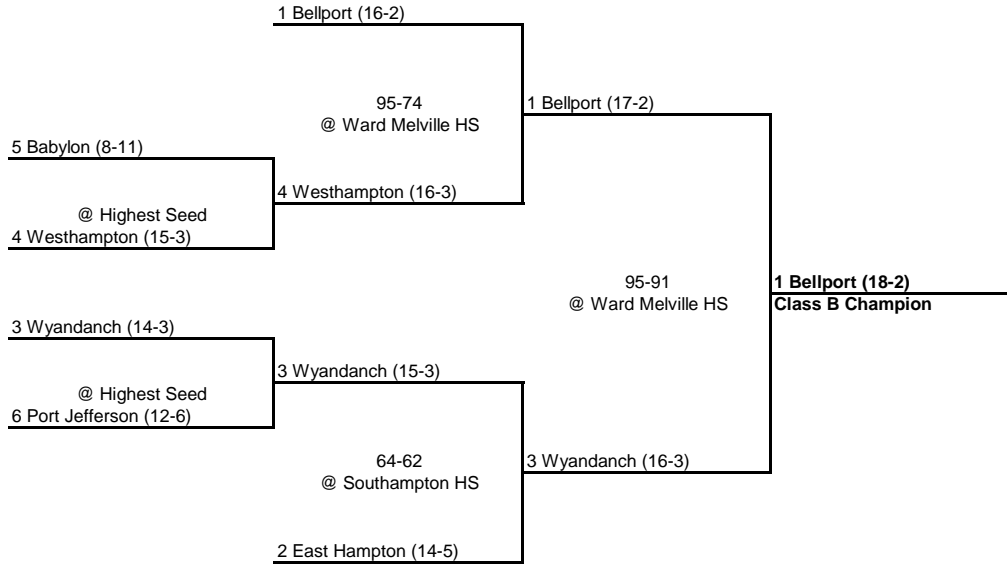 1 Bellport (16-2)
95-74
@ Ward Melville HS
1 Bellport (17-2)
5 Babylon (8-11)
4 Westhampton (16-3)
@ Highest Seed
4 Westhampton (15-3)
95-91
@ Ward Melville HS
1 Bellport (18-2)
Class B Champion
3 Wyandanch (14-3)
3 Wyandanch (15-3)
@ Highest Seed
6 Port Jefferson (12-6)
64-62
@ Southampton HS
3 Wyandanch (16-3)
2 East Hampton (14-5)